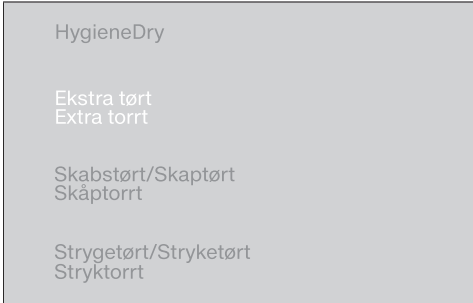 HygieneDry
Ekstra tørt
Extra torrt
Skabstørt/Skaptørt
Skåptorrt
Strygetørt/Stryketørt
Stryktorrt